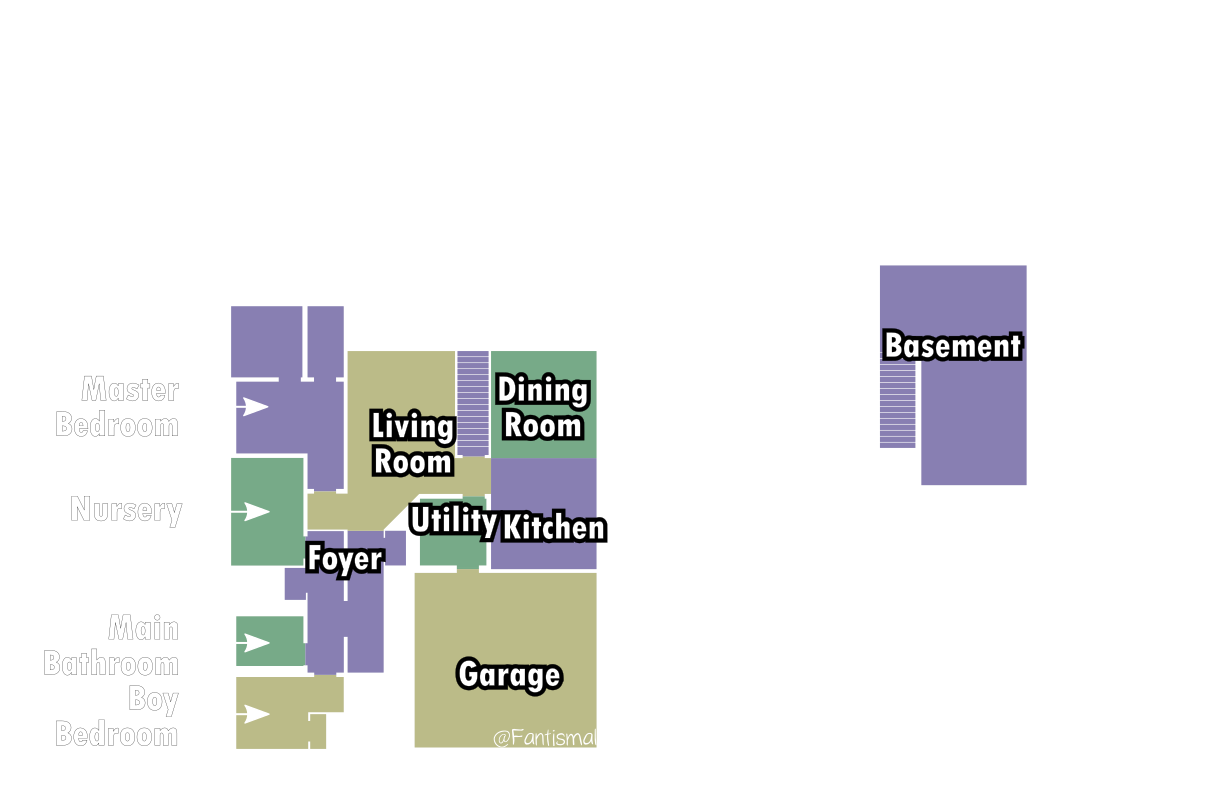 Basement
Master
Bedroom
Dining
Room
Living
Room
Nursery
Utility
Kitchen
Foyer
Main
Bathroom
Garage
Boy
Bedroom
@Fantismal